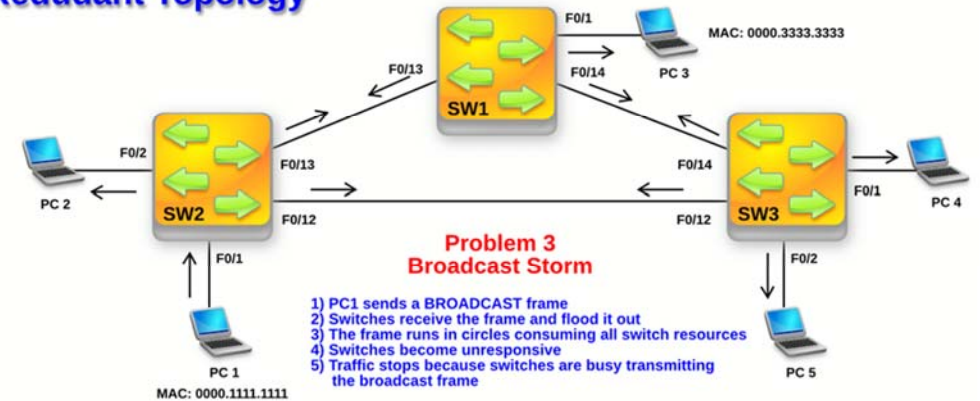 Redudant Topology
F0/1
MAC: 0000.3333.3333
F0/13
F0/14
PC 3
SW1
F0/2
F0/13
F0/14
F0/1
PC 2
SW2
F0/12
F0/12
SW3
PC 4
F0/1
F0/2
Problem 3
Broadcast Storm
1) PC1 sends a BROADCAST frame
2) Switches receive the frame and flood it out
3) The frame runs in circles consuming all switch resources
4) Switches become unresponsive
5) Traffic stops because switches are busy transmitting
the broadcast frame
PC 1
PC 5
MAC: 0000.1111.1111